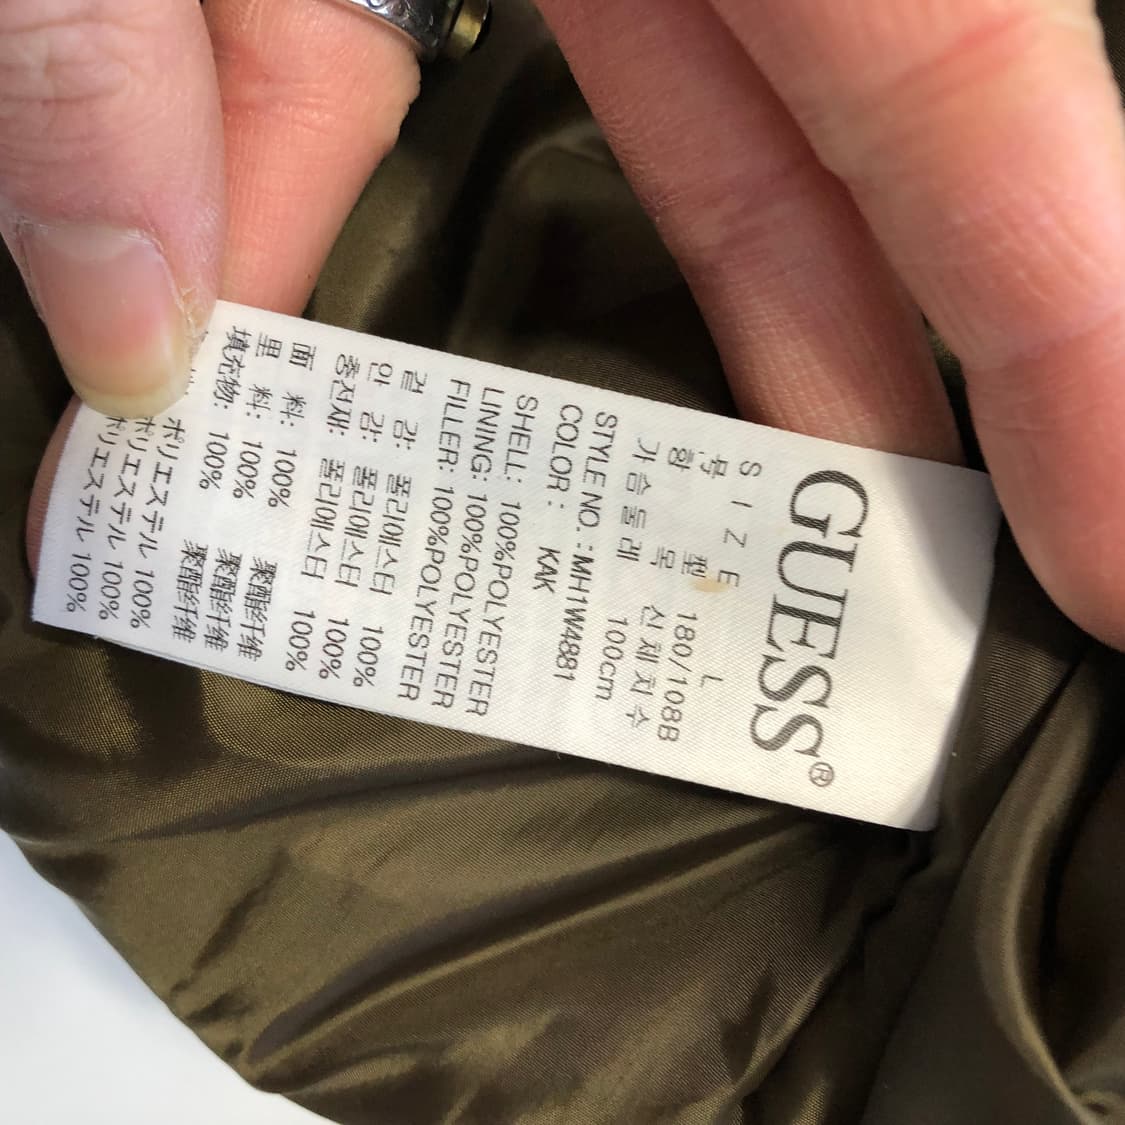 GUESS®
SIZE L
号型 180/108B
항목 신체치수
가슴둘레 100cm
STYLE NO.: MH1W4881
COLOR: KAK
SHELL: 100%POLYESTER
LINING: 100%POLYESTER
FILLER: 100%POLYESTER
겉 감: 폴리에스터 100%
안 감: 폴리에스터 100%
충전재: 폴리에스터 100%
面 料: 100% 聚酯纤维
里 料: 100% 聚酯纤维
填充物: 100% 聚酯纤维
ポリエステル 100%
ポリエステル 100%
ポリエステル 100%